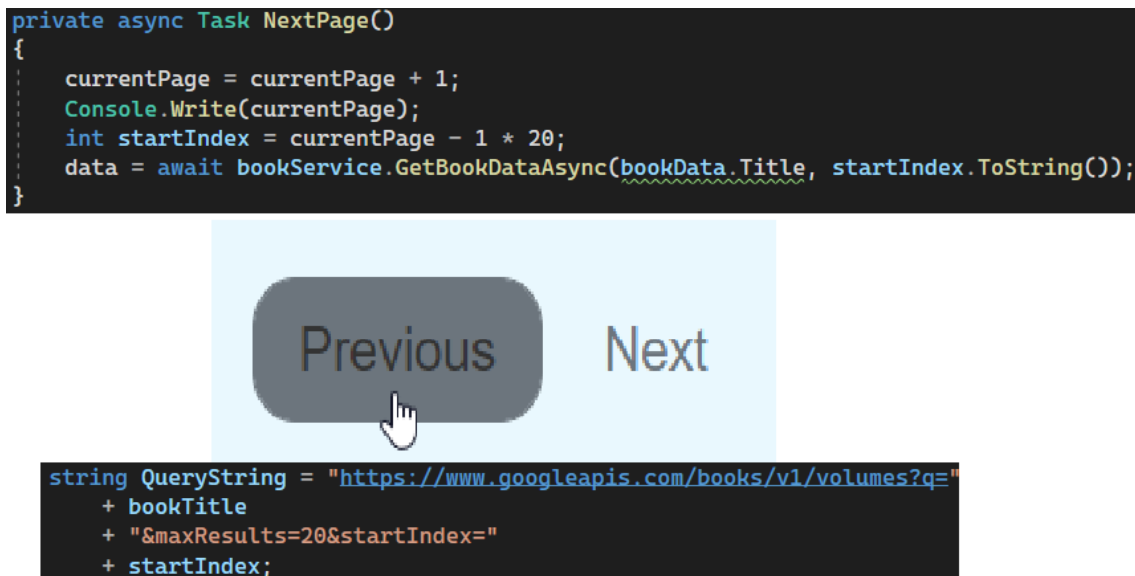 private async Task NextPage()
{
currentPage = currentPage + 1;
Console.Write(currentPage);
int startIndex = currentPage - 1 * 20;
data = await bookService.GetBookDataAsync(bookData.Title, startIndex.ToString());
}
Previous Next
string QueryString = "https://www.googleapis.com/books/v1/volumes?q="
+ bookTitle
+ "&maxResults=20&startIndex="
+ startIndex;